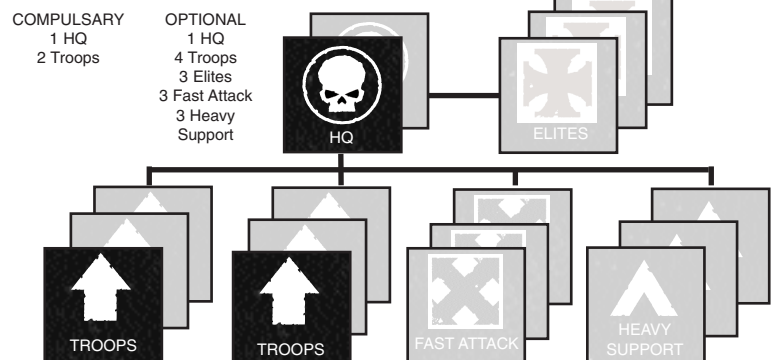 COMPULSARY
1 HQ
2 Troops
OPTIONAL
1 HQ
4 Troops
3 Elites
3 Fast Attack
3 Heavy
Support
HQ
ELITES
TROOPS
TROOPS
FAST ATTACK
HEAVY
SUPPORT